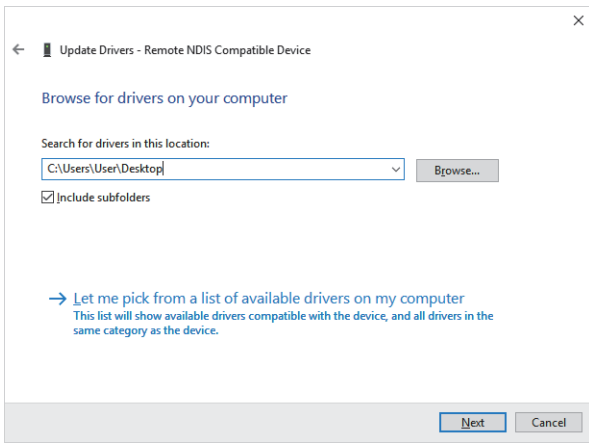 Update Drivers - Remote NDIS Compatible Device
Browse for drivers on your computer
Search for drivers in this location:
C:\Users\User\Desktop
Browse...
Include subfolders
Let me pick from a list of available drivers on my computer
This list will show available drivers compatible with the device, and all drivers in the
same category as the device.
Next
Cancel